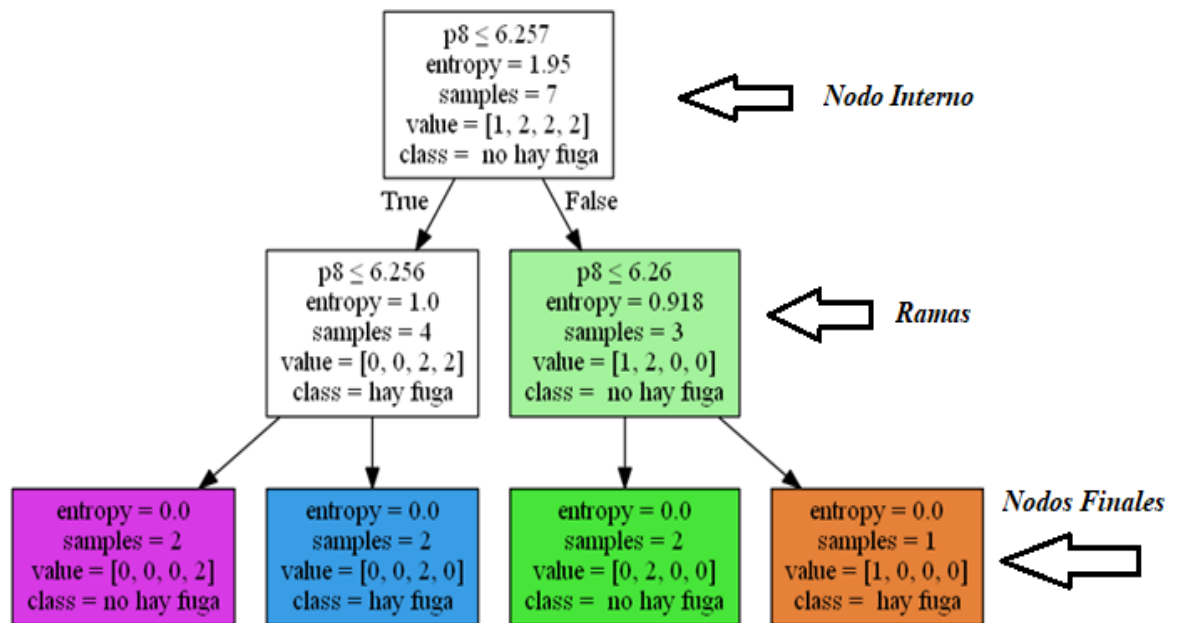 p8 ≤ 6.257
entropy = 1.95
samples = 7
value = [1, 2, 2, 2]
class = no hay fuga
Nodo Interno
True
False
p8 ≤ 6.256
entropy = 1.0
samples = 4
value = [0, 0, 2, 2]
class = hay fuga
p8 ≤ 6.26
entropy = 0.918
samples = 3
value = [1, 2, 0, 0]
class = no hay fuga
Ramas
entropy = 0.0
samples = 2
value = [0, 0, 0, 2]
class = no hay fuga
entropy = 0.0
samples = 2
value = [0, 0, 2, 0]
class = hay fuga
entropy = 0.0
samples = 2
value = [0, 2, 0, 0]
class = no hay fuga
entropy = 0.0
samples = 1
value = [1, 0, 0, 0]
class = hay fuga
Nodos Finales